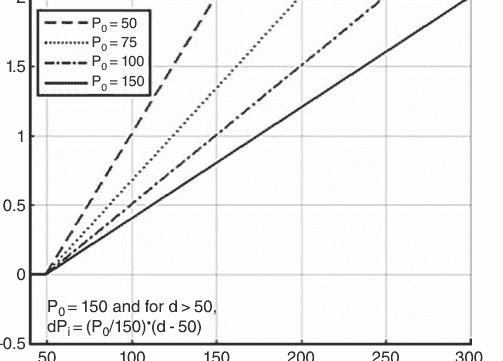 2
P0 = 50
P0 = 75
P0 = 100
P0 = 150
1.5
1
0.5
0
P0 = 150 and for d > 50,
dPi = (P0/150)*(d - 50)
-0.5
50 100 150 200 250 300